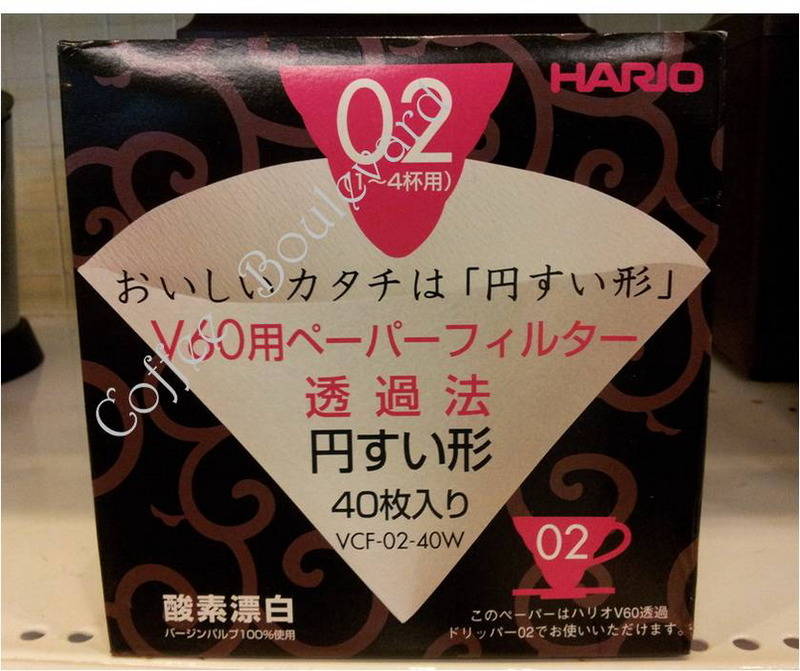 02
HARIO
(1~4杯用)
おいしいカタチは「円すい形」
V60用ペーパーフィルター
透過法
円すい形
40枚入り
VCF-02-40W
02
酸素漂白
バージンパルプ100%使用
このペーパーはハリオV60透過
ドリッパー02でお使いいただけます。
Coffee Boulevard